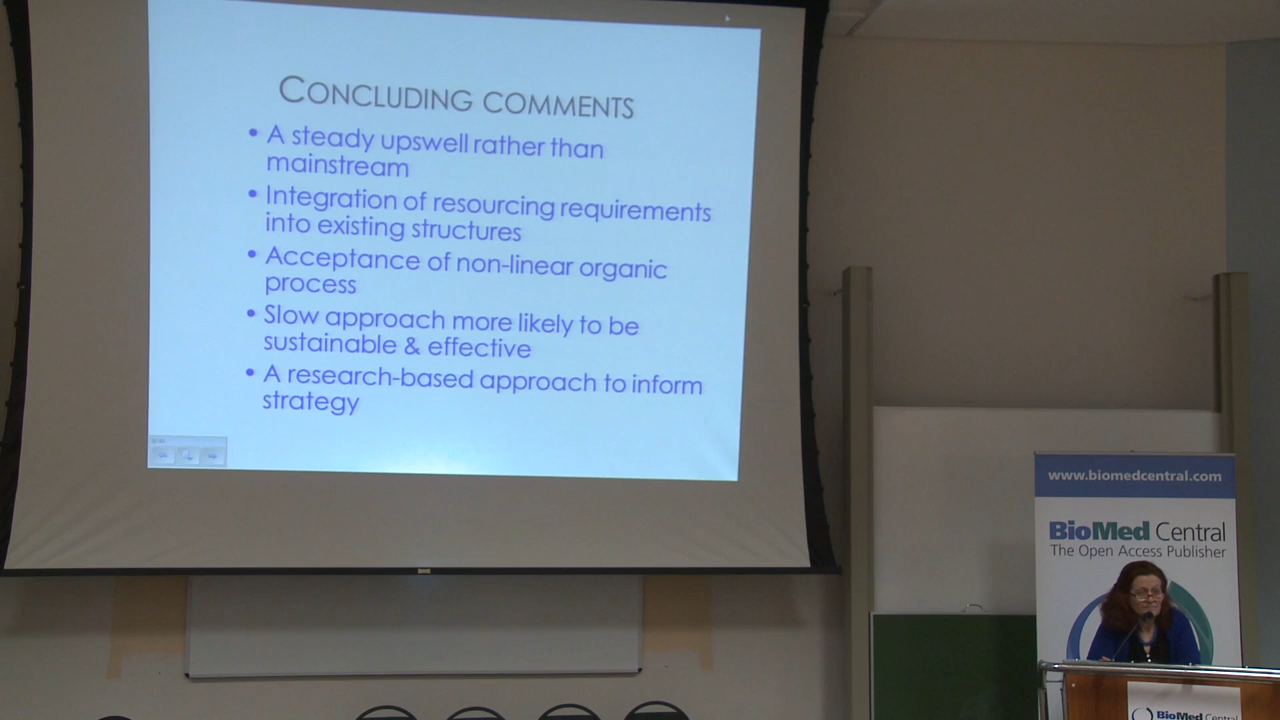 CONCLUDING COMMENTS
• A steady upswell rather than
mainstream
• Integration of resourcing requirements
into existing structures
• Acceptance of non-linear organic
process
• Slow approach more likely to be
sustainable & effective
• A research-based approach to inform
strategy
www.biomedcentral.com
BioMed Central
The Open Access Publisher
BioMed Central